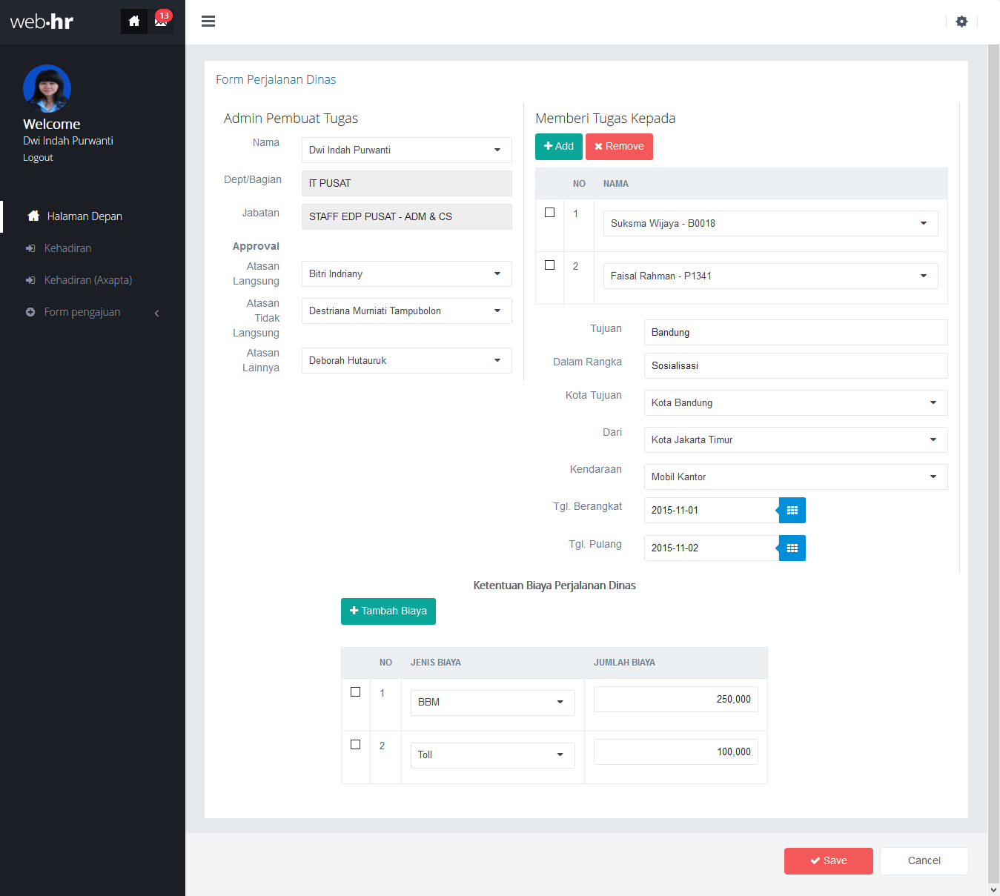 web·hr
13
Welcome
Dwi Indah Purwanti
Logout
Halaman Depan
Kehadiran
Kehadiran (Axapta)
Form pengajuan
Form Perjalanan Dinas
Admin Pembuat Tugas
Nama
Dwi Indah Purwanti
Dept/Bagian
IT PUSAT
Jabatan
STAFF EDP PUSAT - ADM & CS
Approval
Atasan
Langsung
Bitri Indriany
Atasan
Tidak
Langsung
Destriana Murniati Tampubolon
Atasan
Lainnya
Deborah Hutauruk
Memberi Tugas Kepada
Add Remove
NO NAMA
1 Suksma Wijaya - B0018
2 Faisal Rahman - P1341
Tujuan Bandung
Dalam Rangka Sosialisasi
Kota Tujuan Kota Bandung
Dari Kota Jakarta Timur
Kendaraan Mobil Kantor
Tgl. Berangkat 2015-11-01
Tgl. Pulang 2015-11-02
Ketentuan Biaya Perjalanan Dinas
Tambah Biaya
NO JENIS BIAYA JUMLAH BIAYA
1 BBM 250,000
2 Toll 100,000
Save Cancel